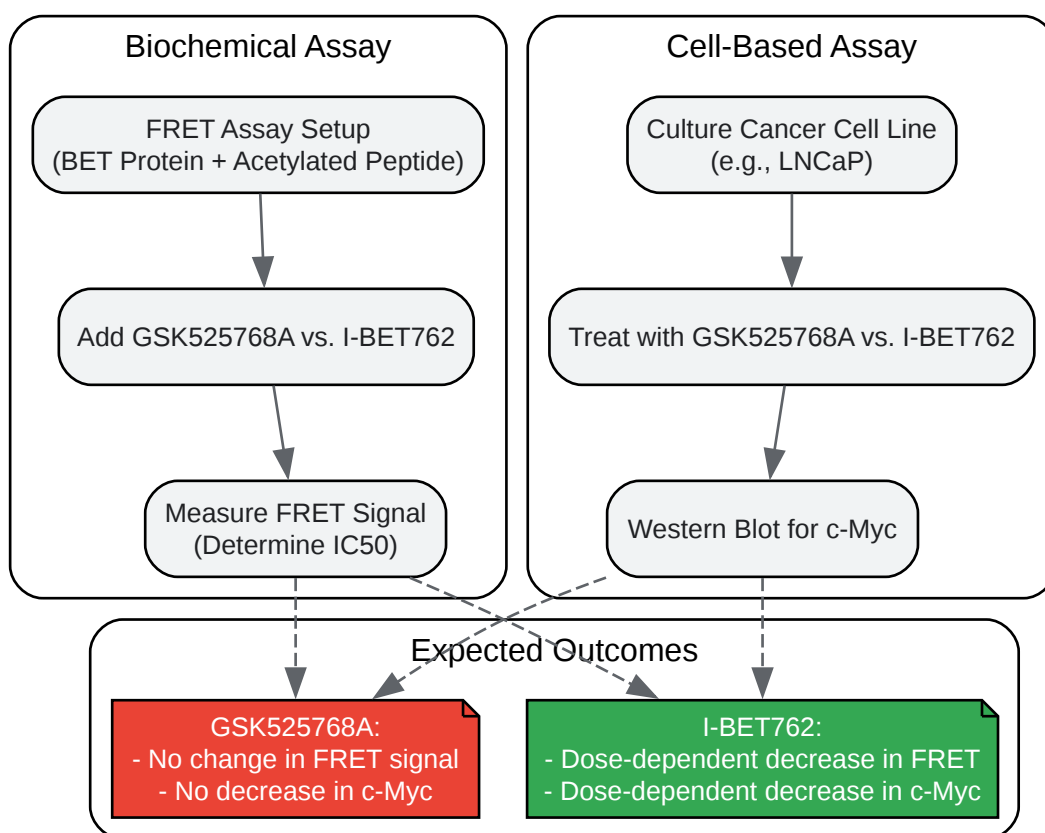 Biochemical Assay
FRET Assay Setup
(BET Protein + Acetylated Peptide)
Add GSK525768A vs. I-BET762
Measure FRET Signal
(Determine IC50)
Cell-Based Assay
Culture Cancer Cell Line
(e.g., LNCaP)
Treat with GSK525768A vs. I-BET762
Western Blot for c-Myc
Expected Outcomes
GSK525768A:
- No change in FRET signal
- No decrease in c-Myc
I-BET762:
- Dose-dependent decrease in FRET
- Dose-dependent decrease in c-Myc